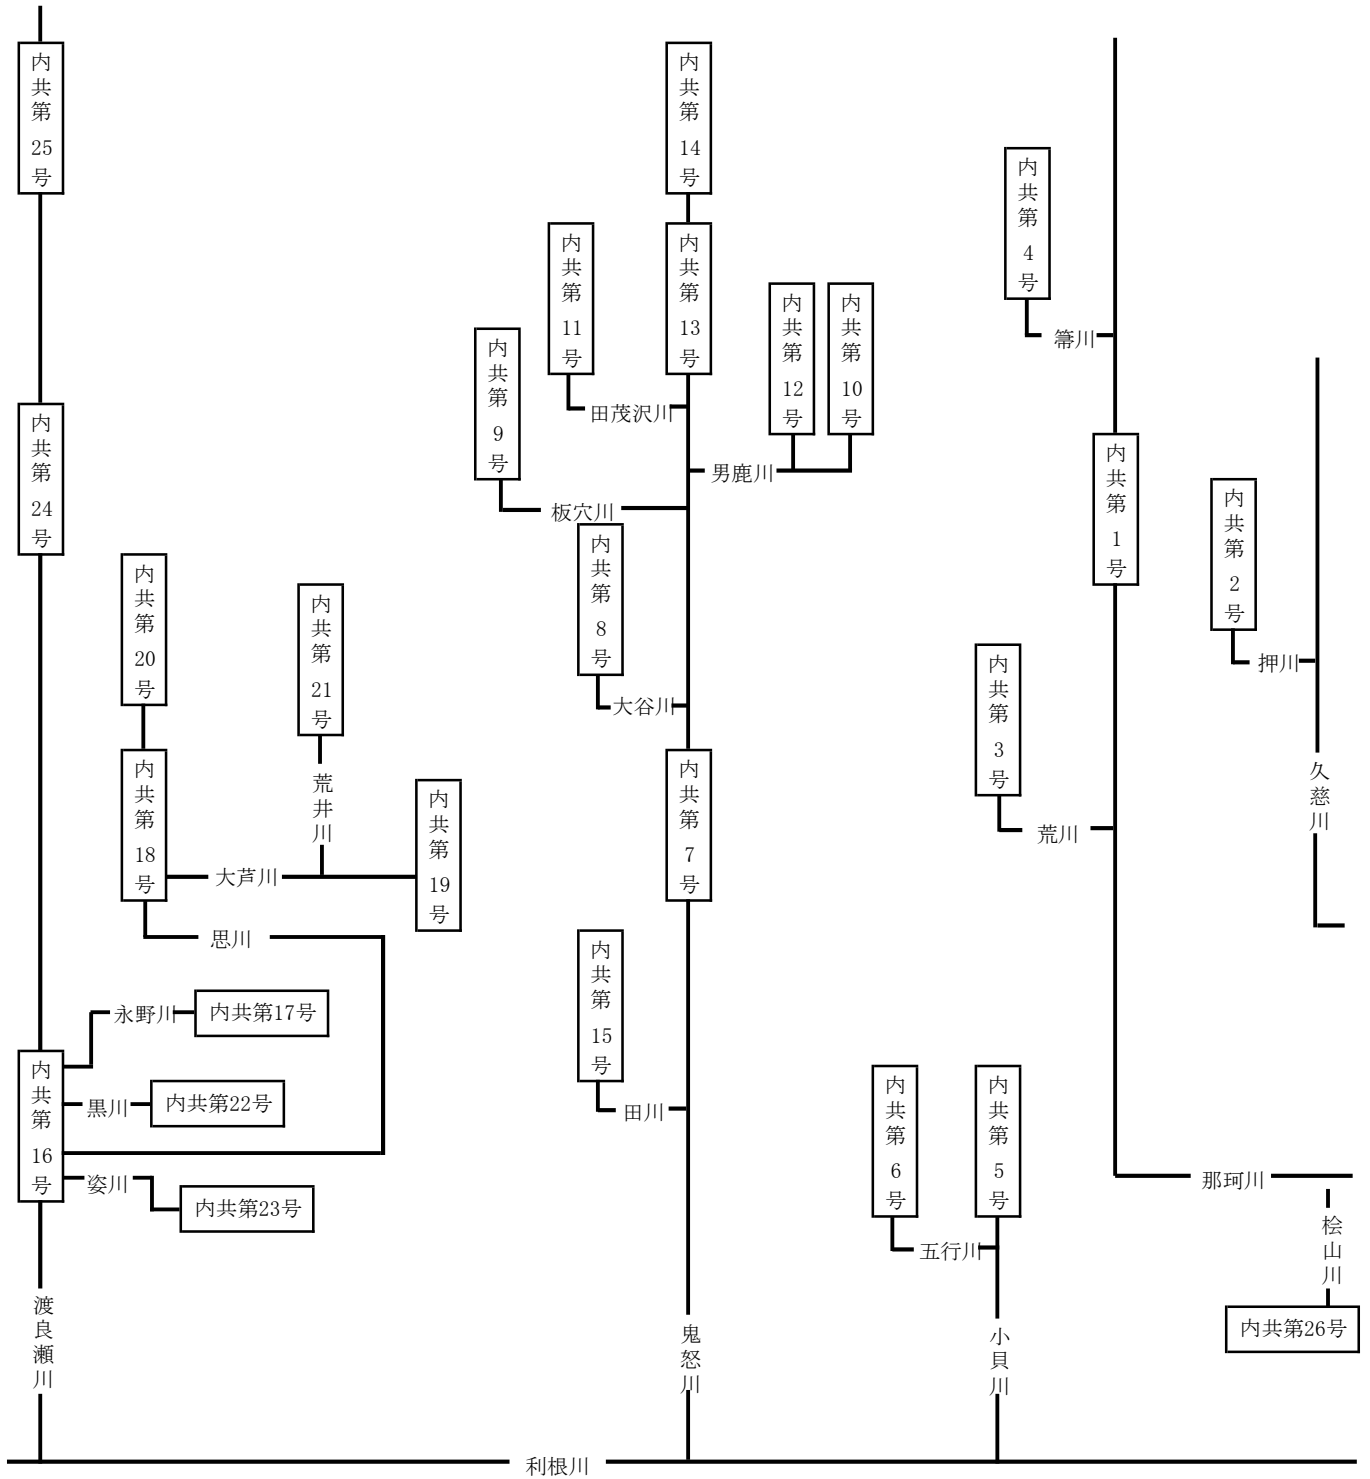 内共第25号
内共第14号
内共第4号
内共第11号
内共第13号
内共第12号
内共第10号
内共第9号
箒川
田茂沢川
内共第24号
男鹿川
内共第1号
板穴川
内共第2号
内共第8号
内共第20号
内共第21号
内共第3号
押川
大谷川
内共第18号
荒井川
内共第19号
内共第7号
久慈川
荒川
大芦川
思川
内共第15号
永野川
内共第17号
内共第16号
黒川
内共第22号
田川
内共第6号
内共第5号
姿川
内共第23号
那珂川
五行川
桧山川
渡良瀬川
鬼怒川
小貝川
内共第26号
利根川